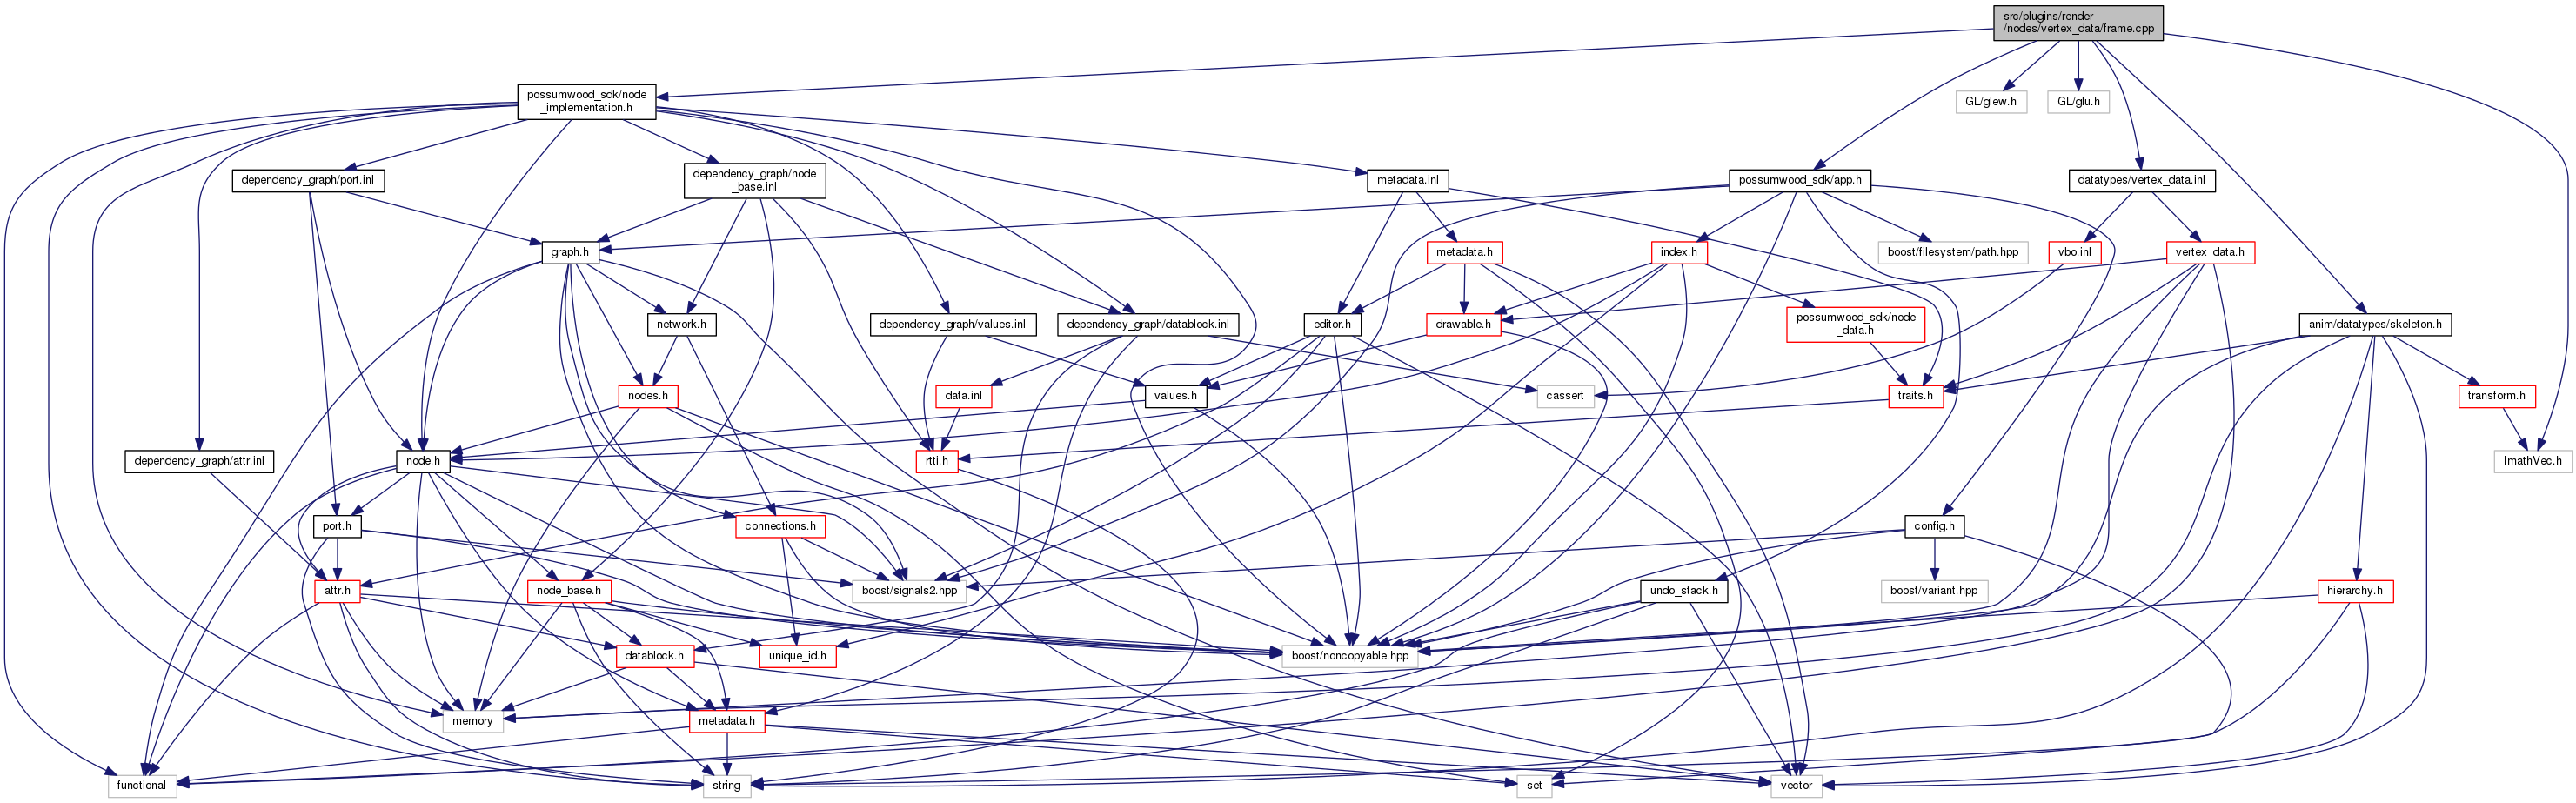 src/plugins/render
/nodes/vertex_data/frame.cpp
possumwood_sdk/node
_implementation.h
GL/glew.h
GL/glu.h
dependency_graph/port.inl
dependency_graph/node
_base.inl
metadata.inl
possumwood_sdk/app.h
datatypes/vertex_data.inl
graph.h
metadata.h
index.h
boost/filesystem/path.hpp
vbo.inl
vertex_data.h
network.h
dependency_graph/values.inl
dependency_graph/datablock.inl
editor.h
drawable.h
possumwood_sdk/node
_data.h
anim/datatypes/skeleton.h
nodes.h
data.inl
values.h
cassert
traits.h
transform.h
dependency_graph/attr.inl
node.h
rtti.h
ImathVec.h
port.h
connections.h
config.h
attr.h
node_base.h
boost/signals2.hpp
undo_stack.h
boost/variant.hpp
hierarchy.h
datablock.h
unique_id.h
boost/noncopyable.hpp
memory
metadata.h
functional
string
set
vector